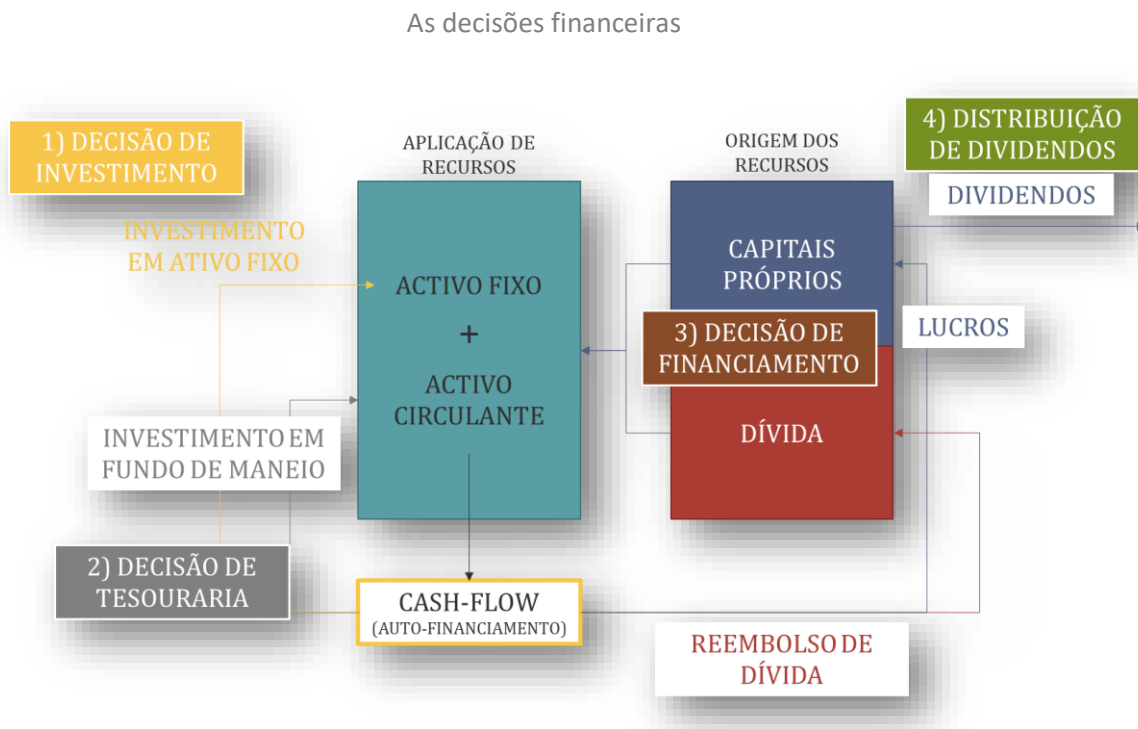 As decisões financeiras
1) DECISÃO DE
INVESTIMENTO
APLICAÇÃO DE
RECURSOS
ORIGEM DOS
RECURSOS
4) DISTRIBUIÇÃO
DE DIVIDENDOS
DIVIDENDOS
INVESTIMENTO
EM ATIVO FIXO
ACTIVO FIXO
+
ACTIVO
CIRCULANTE
CAPITAIS
PRÓPRIOS
3) DECISÃO DE
FINANCIAMENTO
LUCROS
DÍVIDA
INVESTIMENTO EM
FUNDO DE MANEIO
2) DECISÃO DE
TESOURARIA
CASH-FLOW
(AUTO-FINANCIAMENTO)
REEMBOLSO DE
DÍVIDA